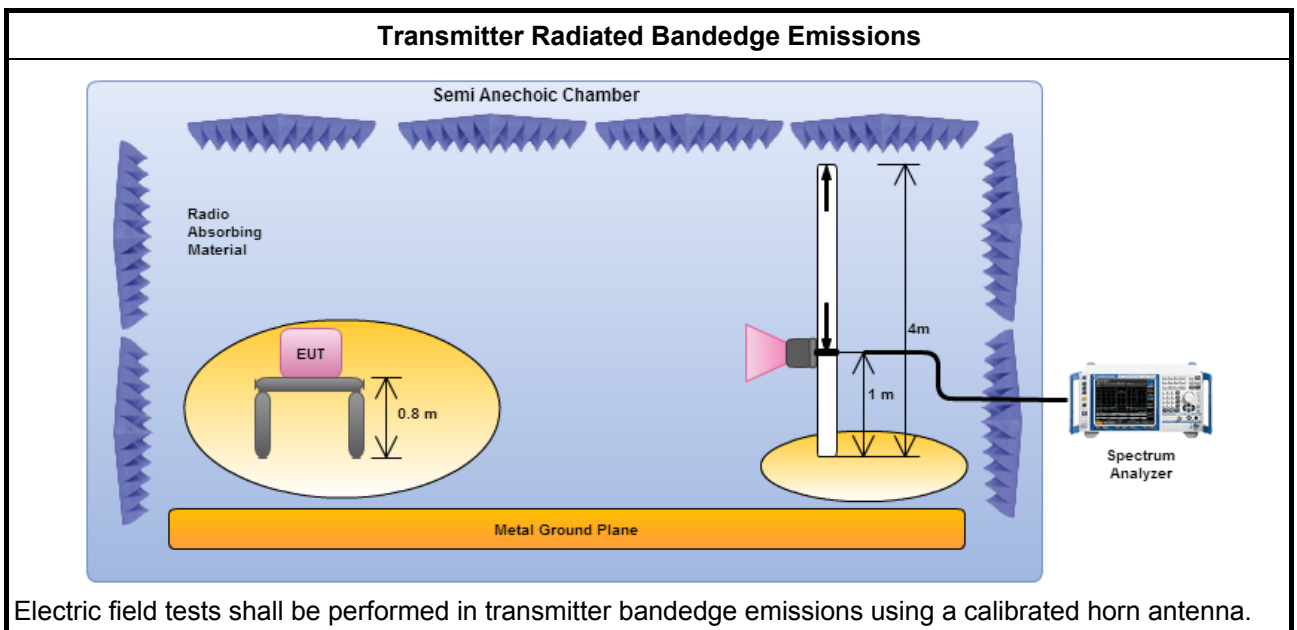 Transmitter Radiated Bandedge Emissions
Semi Anechoic Chamber
Radio
Absorbing
Material
EUT
0.8 m
4m
1 m
Spectrum
Analyzer
Metal Ground Plane
Electric field tests shall be performed in transmitter bandedge emissions using a calibrated horn antenna.